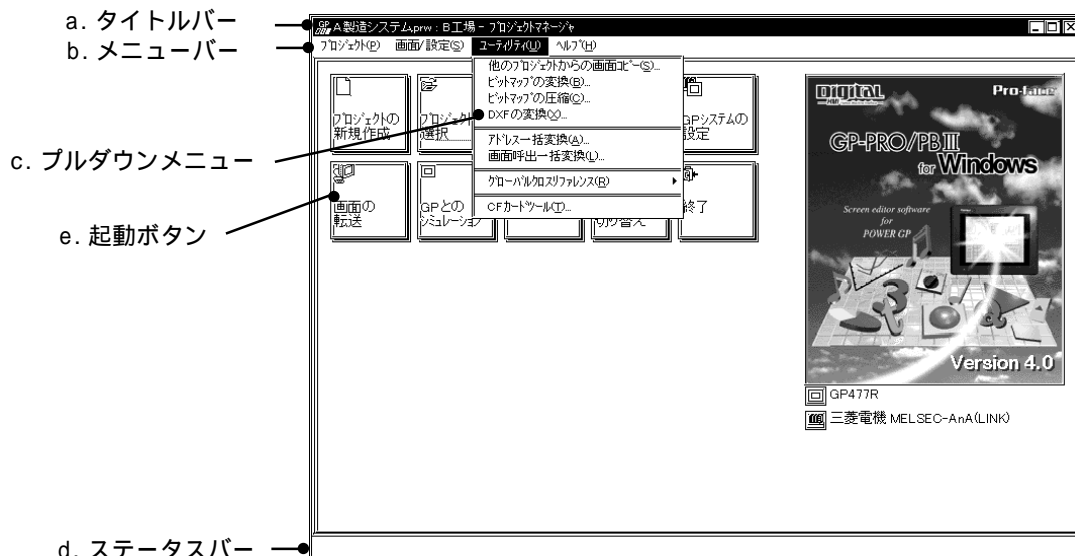 a. タイトルバー
A製造システム.prw : B工場 - プロジェクトマネージャ
b. メニューバー
プロジェクト(P) 画面/設定(S) ユーティリティ(U) ヘルプ(H)
他のプロジェクトからの画面コピー(S)...
ビットマップの変換(B)...
ビットマップの圧縮(C)...
DXFの変換(X)...
アドレス一括変換(A)...
画面呼出一括変換(L)...
グローバルクロスリファレンス(R)
CFカードツール(T)...
c. プルダウンメニュー
プロジェクトの
新規作成
プロジェクト
選択
GPシステムの
設定
e. 起動ボタン
画面の
転送
GPとの
シミュレーション
切り替え
終了
Digital
Pro-face
GP-PRO/PBIII
for Windows
Screen editor software
for
POWER GP
Version 4.0
GP477R
三菱電機 MELSEC-AnA(LINK)
d. ステータスバー